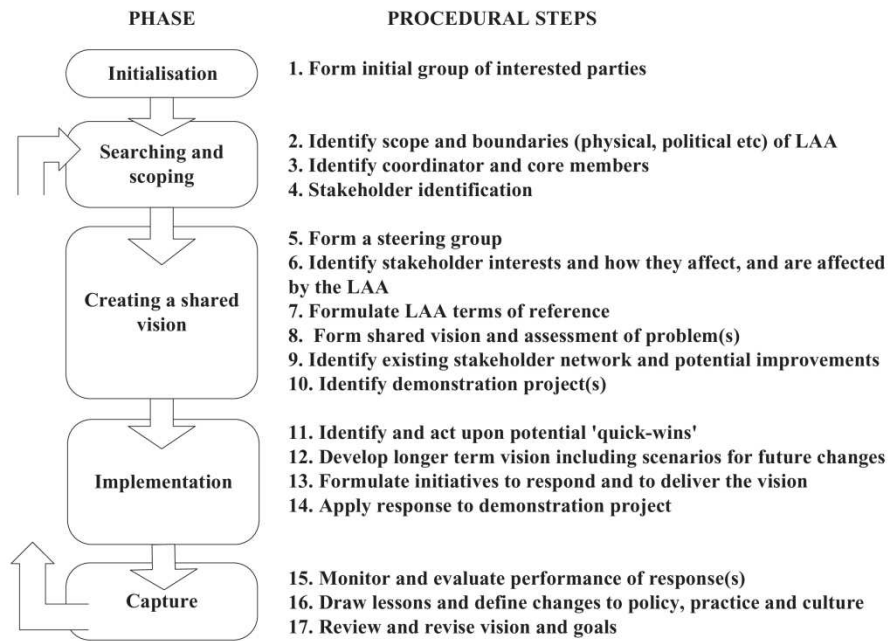 PHASE PROCEDURAL STEPS
Initialisation
1. Form initial group of interested parties
Searching and
scoping
2. Identify scope and boundaries (physical, political etc) of LAA
3. Identify coordinator and core members
4. Stakeholder identification
Creating a shared
vision
5. Form a steering group
6. Identify stakeholder interests and how they affect, and are affected
by the LAA
7. Formulate LAA terms of reference
8. Form shared vision and assessment of problem(s)
9. Identify existing stakeholder network and potential improvements
10. Identify demonstration project(s)
Implementation
11. Identify and act upon potential 'quick-wins'
12. Develop longer term vision including scenarios for future changes
13. Formulate initiatives to respond and to deliver the vision
14. Apply response to demonstration project
Capture
15. Monitor and evaluate performance of response(s)
16. Draw lessons and define changes to policy, practice and culture
17. Review and revise vision and goals